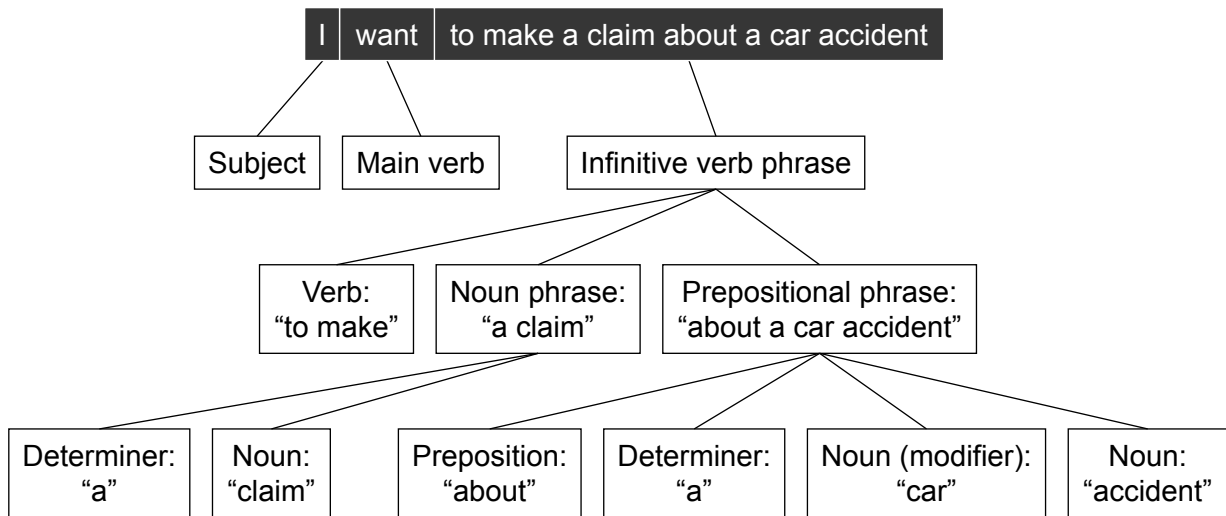 I want to make a claim about a car accident
Subject
Main verb
Infinitive verb phrase
Verb:
“to make”
Noun phrase:
“a claim”
Prepositional phrase:
“about a car accident”
Determiner:
“a”
Noun:
“claim”
Preposition:
“about”
Determiner:
“a”
Noun (modifier):
“car”
Noun:
“accident”